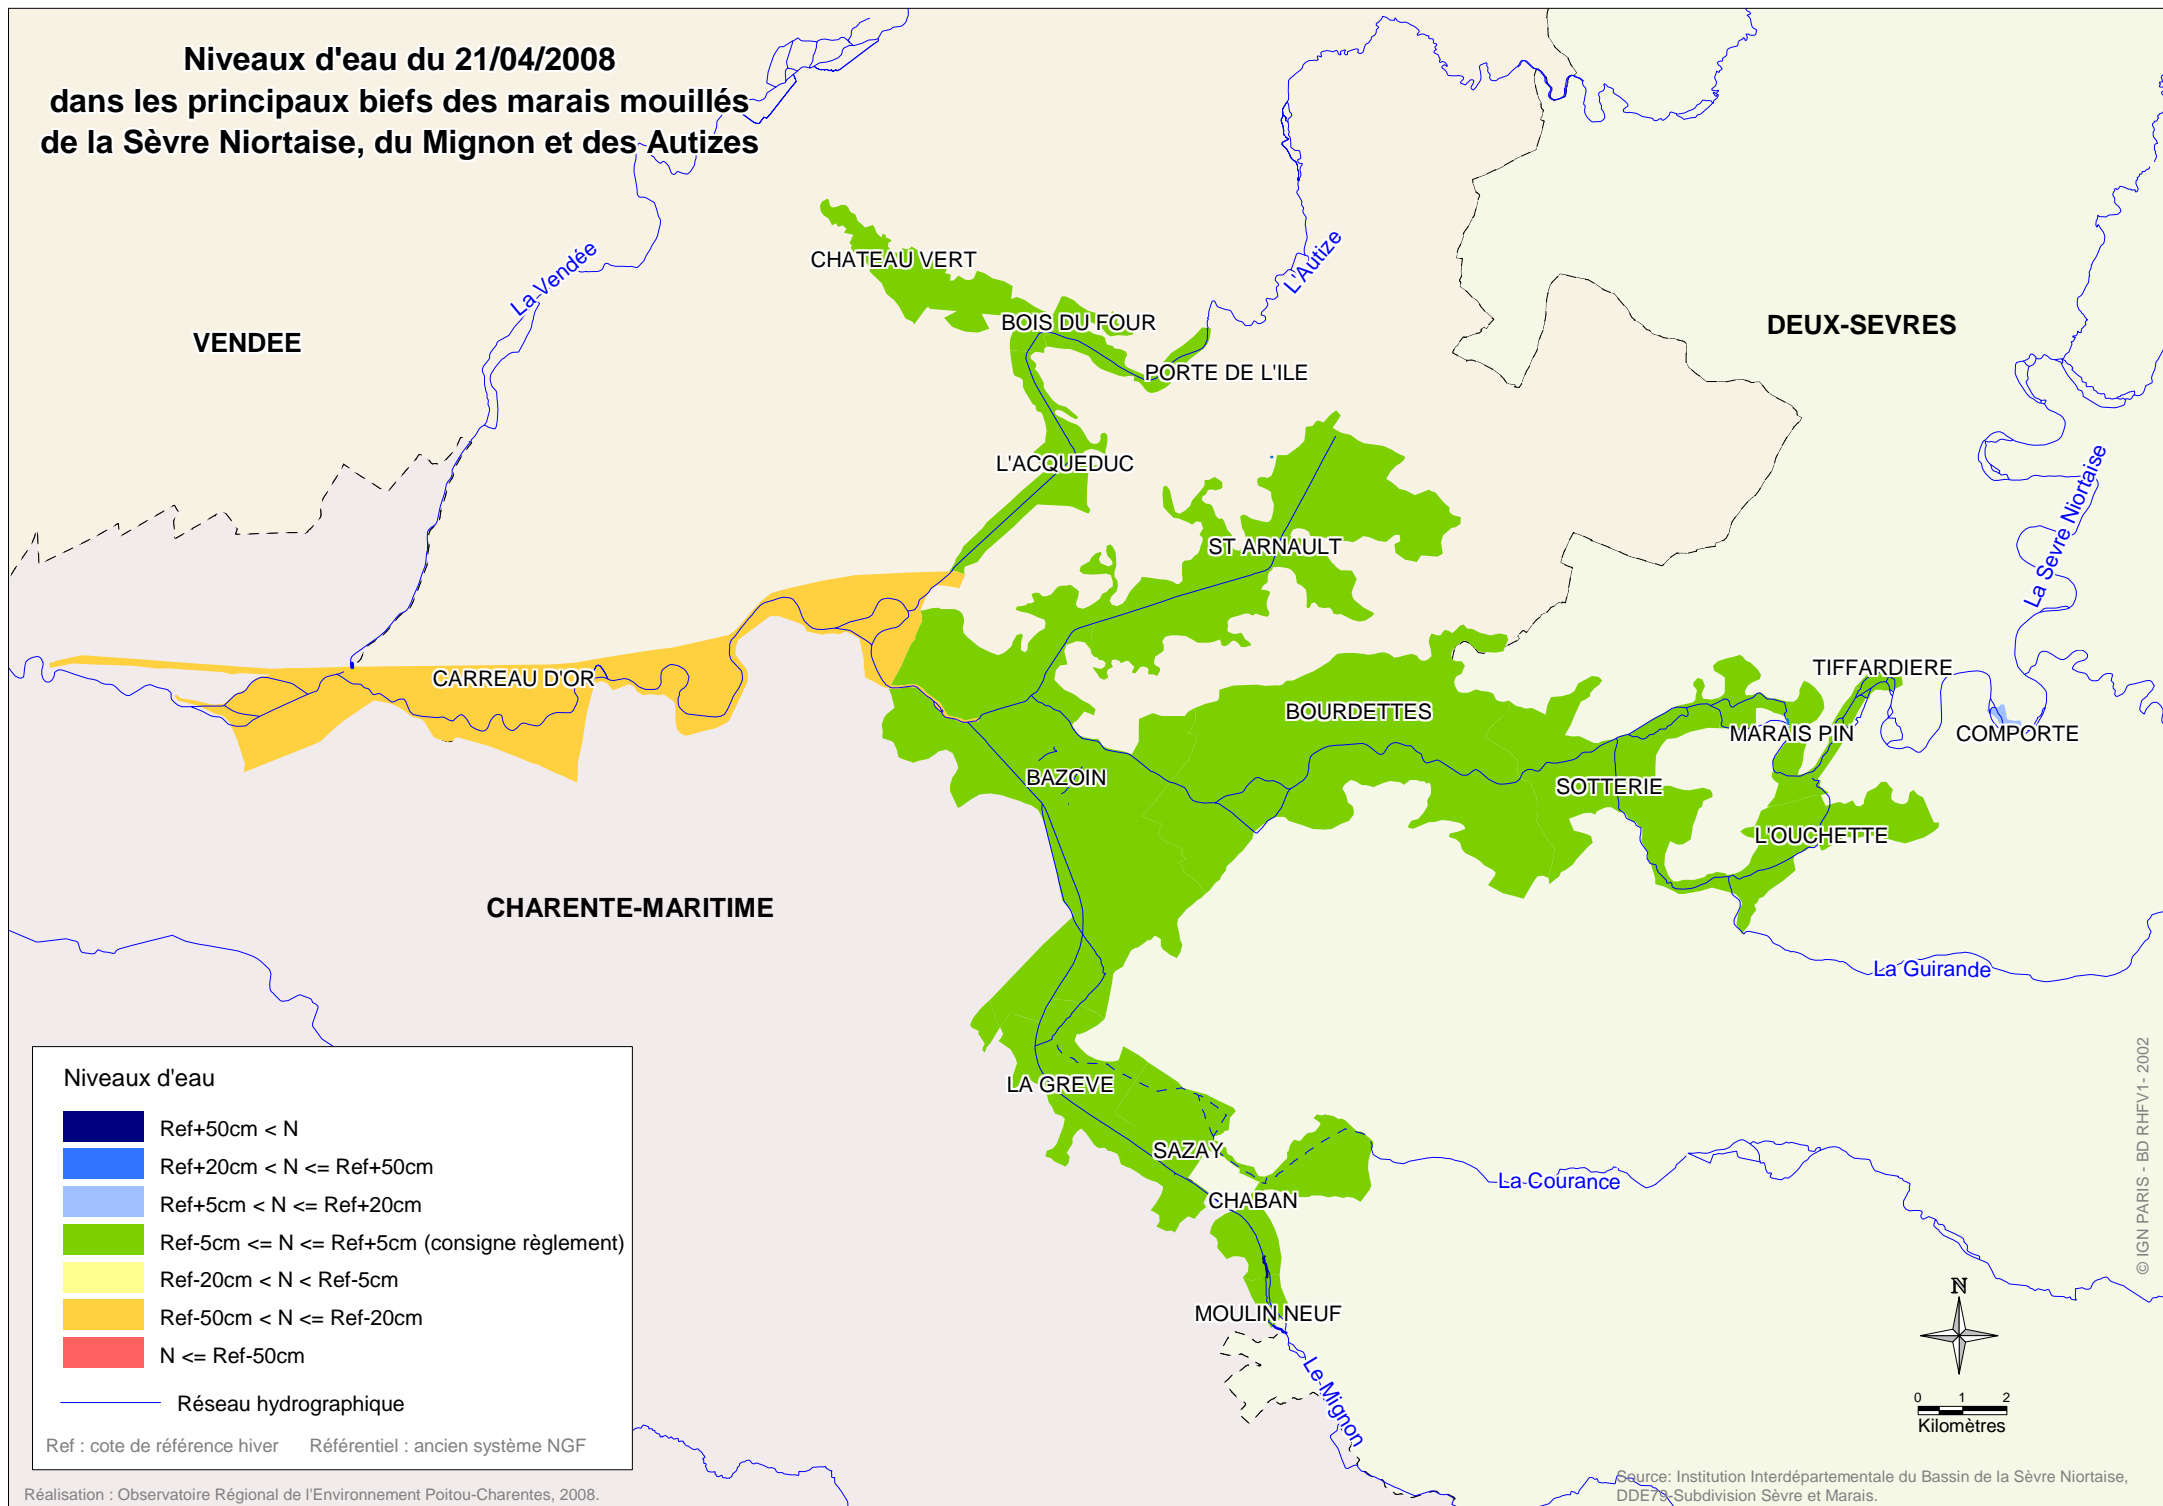 Niveaux d'eau du 21/04/2008
dans les principaux biefs des marais mouillés
de la Sèvre Niortaise, du Mignon et des Autizes
La Vendée
L'Autize
CHATEAU VERT
VENDEE
BOIS DU FOUR
DEUX-SEVRES
PORTE DE L'ILE
L'ACQUEDUC
La Sevre Niortaise
ST ARNAULT
CARREAU D'OR
TIFFARDIERE
BOURDETTES
MARAIS PIN
COMPORTE
BAZOIN
SOTTERIE
L'OUCHETTE
CHARENTE-MARITIME
La Guirande
LA GREVE
SAZAY
La Courance
CHABAN
MOULIN NEUF
Le Mignon
Niveaux d'eau
Ref+50cm < N
Ref+20cm < N <= Ref+50cm
Ref+5cm < N <= Ref+20cm
Ref-5cm <= N <= Ref+5cm (consigne règlement)
Ref-20cm < N < Ref-5cm
Ref-50cm < N <= Ref-20cm
N <= Ref-50cm
Réseau hydrographique
Ref : cote de référence hiver Référentiel : ancien système NGF
Réalisation : Observatoire Régional de l'Environnement Poitou-Charentes, 2008.
© IGN PARIS - BD RHFV1- 2002
N
0 1 2
Kilomètres
Source: Institution Interdépartementale du Bassin de la Sèvre Niortaise,
DDE79-Subdivision Sèvre et Marais.